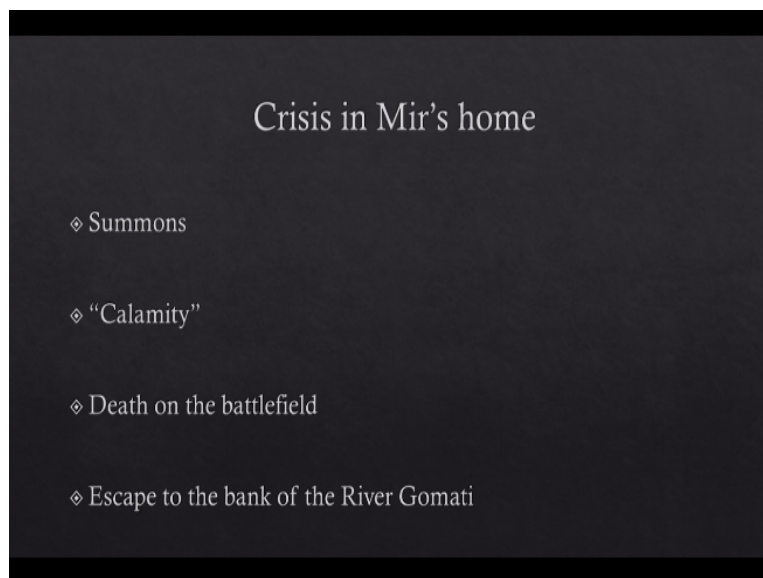 Crisis in Mir’s home
Summons
“Calamity”
Death on the battlefield
Escape to the bank of the River Gomati